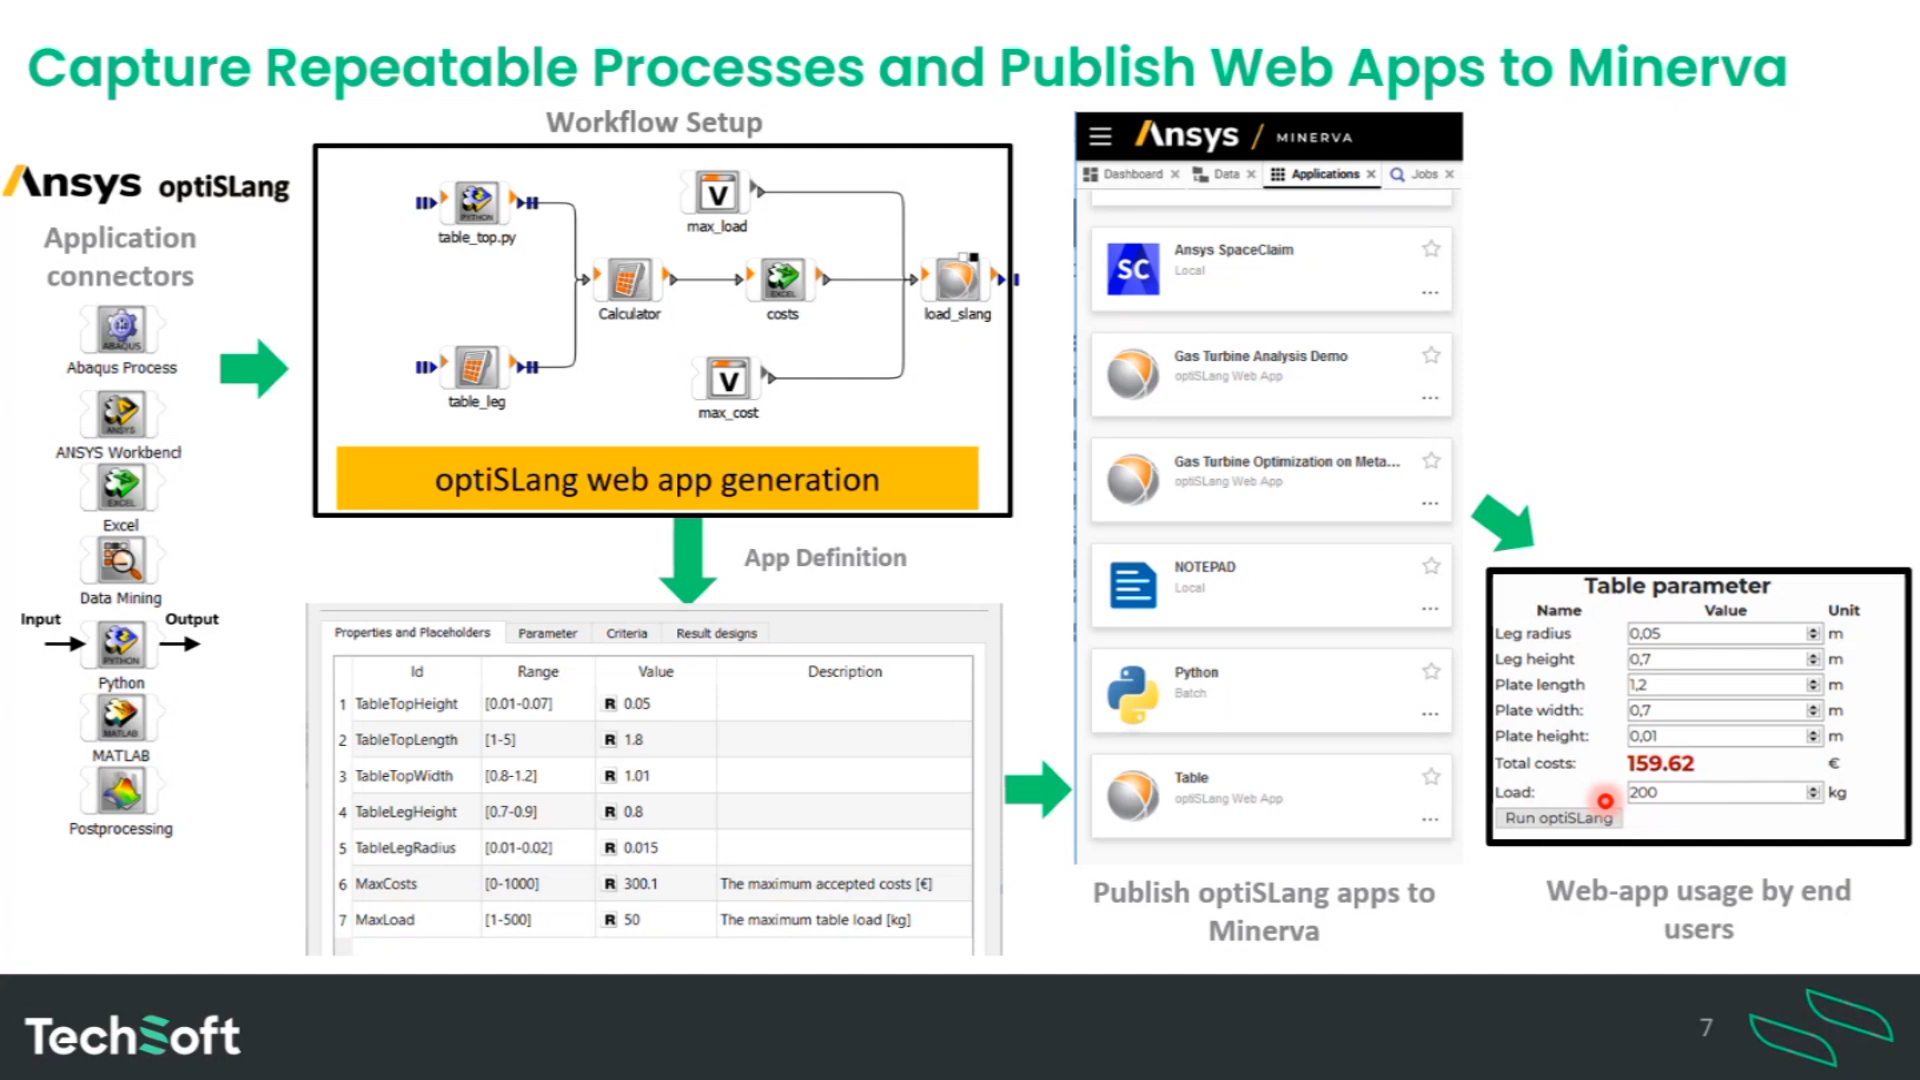 Capture Repeatable Processes and Publish Web Apps to Minerva
Workflow Setup
Ansys optiSLang
Application
connectors
ABAQUS
Abaqus Process
ANSYS
ANSYS Workbencl
EXCEL
Excel
Data Mining
Input
Output
PYTHON
Python
MATLAB
MATLAB
Postprocessing
PYTHON
table_top.py
V
max_load
Calculator
EXCEL
costs
load_slang
table_leg
V
max_cost
optiSLang web app generation
App Definition
Properties and Placeholders Parameter Criteria Result designs
Id Range Value Description
1 TableTopHeight [0.01-0.07] R 0.05
2 TableTopLength [1-5] R 1.8
3 TableTopWidth [0.8-1.2] R 1.01
4 TableLegHeight [0.7-0.9] R 0.8
5 TableLegRadius [0.01-0.02] R 0.015
6 MaxCosts [0-1000] R 300.1 The maximum accepted costs [€]
7 MaxLoad [1-500] R 50 The maximum table load [kg]
Ansys / MINERVA
Dashboard Data Applications Jobs
SC
Ansys SpaceClaim
Local
...
Gas Turbine Analysis Demo
optiSLang Web App
...
Gas Turbine Optimization on Meta...
optiSLang Web App
...
NOTEPAD
Local
...
Python
Batch
...
Table
optiSLang Web App
...
Publish optiSLang apps to
Minerva
Table parameter
Name Value Unit
Leg radius 0,05 m
Leg height 0,7 m
Plate length 1,2 m
Plate width: 0,7 m
Plate height: 0,01 m
Total costs: 159.62 €
Load: 200 kg
Run optiSLang
Web-app usage by end
users
TechSoft
7